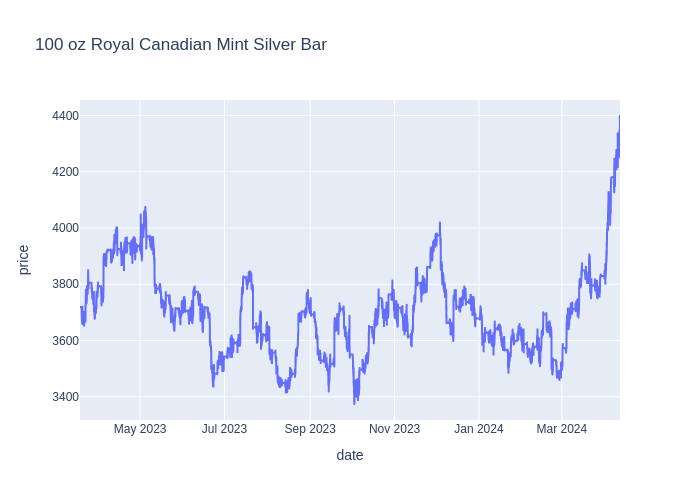 100 oz Royal Canadian Mint Silver Bar
4400
4200
4000
3800
3600
3400
price
May 2023
Jul 2023
Sep 2023
Nov 2023
Jan 2024
Mar 2024
date